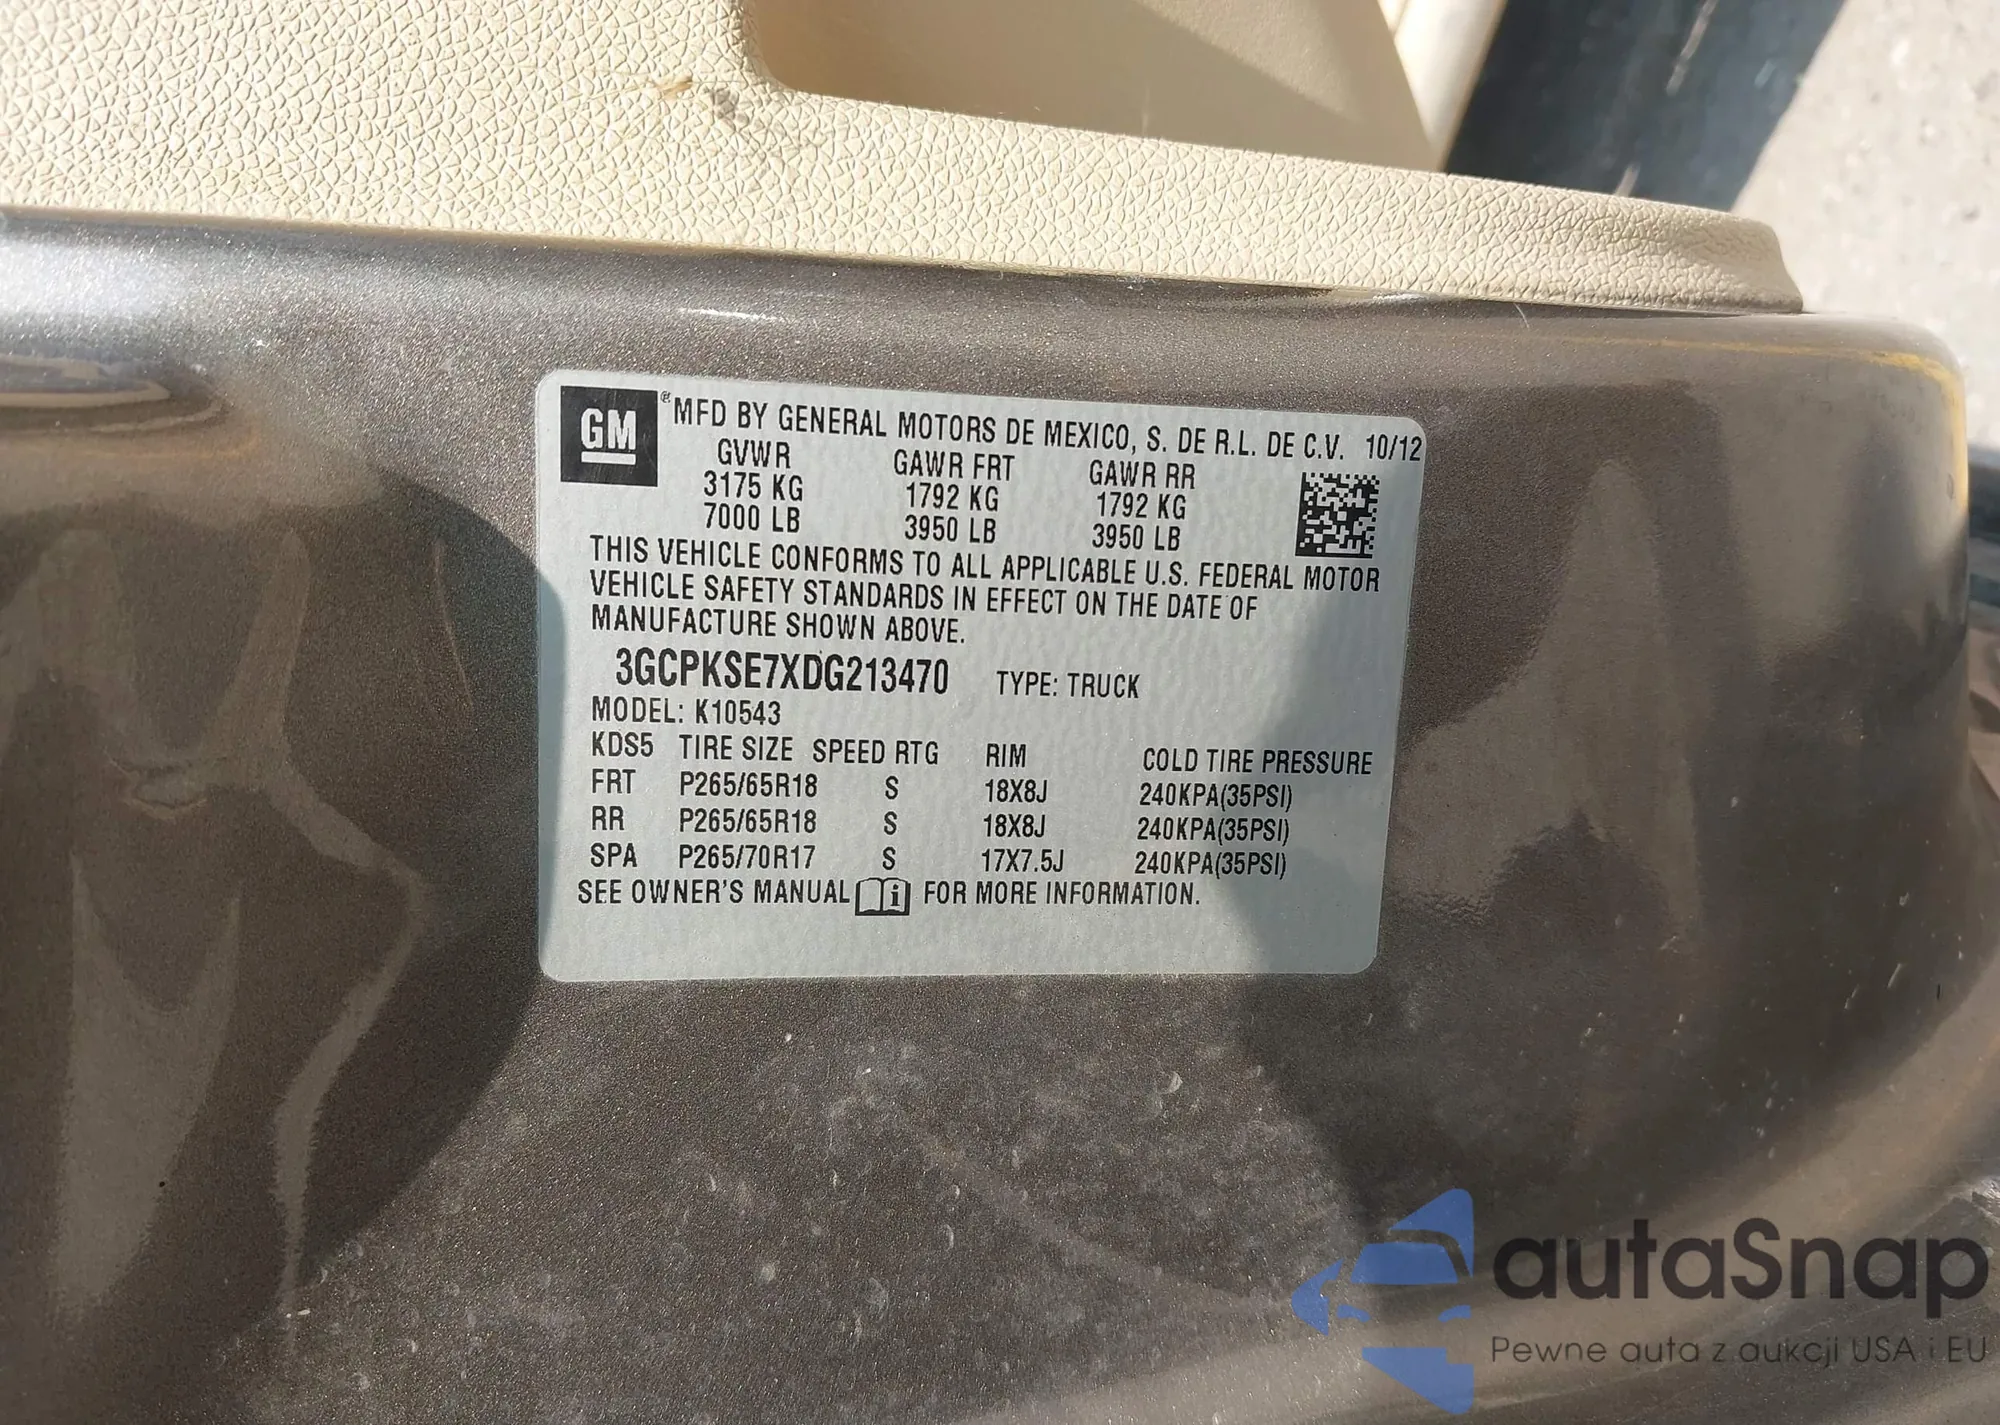 GM ® MFD BY GENERAL MOTORS DE MEXICO, S. DE R.L. DE C.V. 10/12
GVWR GAWR FRT GAWR RR
3175 KG 1792 KG 1792 KG
7000 LB 3950 LB 3950 LB
THIS VEHICLE CONFORMS TO ALL APPLICABLE U.S. FEDERAL MOTOR
VEHICLE SAFETY STANDARDS IN EFFECT ON THE DATE OF
MANUFACTURE SHOWN ABOVE.
3GCPKSE7XDG213470 TYPE: TRUCK
MODEL: K10543
KDS5 TIRE SIZE SPEED RTG RIM COLD TIRE PRESSURE
FRT P265/65R18 S 18X8J 240KPA(35PSI)
RR P265/65R18 S 18X8J 240KPA(35PSI)
SPA P265/70R17 S 17X7.5J 240KPA(35PSI)
SEE OWNER'S MANUAL i FOR MORE INFORMATION.
autaSnap
Pewne auta z aukcji USA i EU